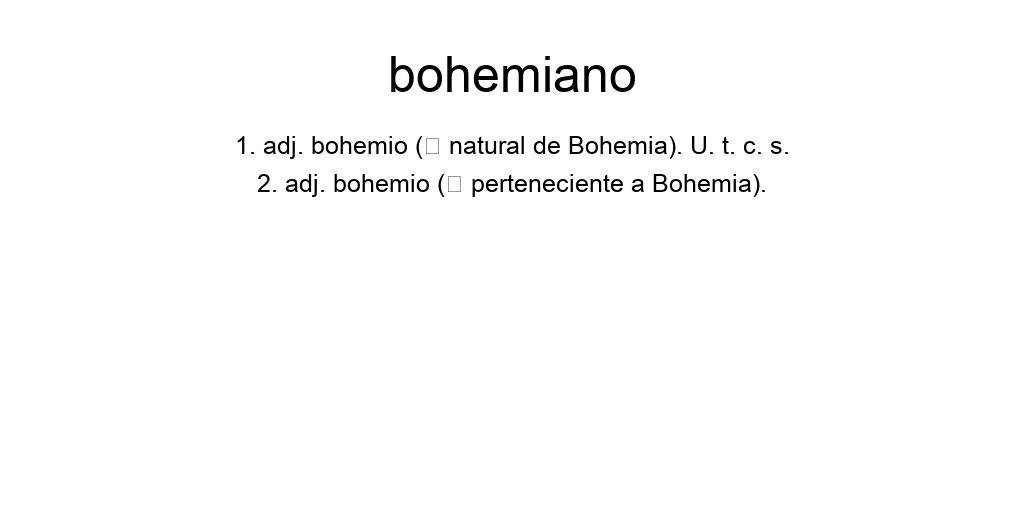 bohemiano
1. adj. bohemio (□ natural de Bohemia). U. t. c. s.
2. adj. bohemio (□ perteneciente a Bohemia).